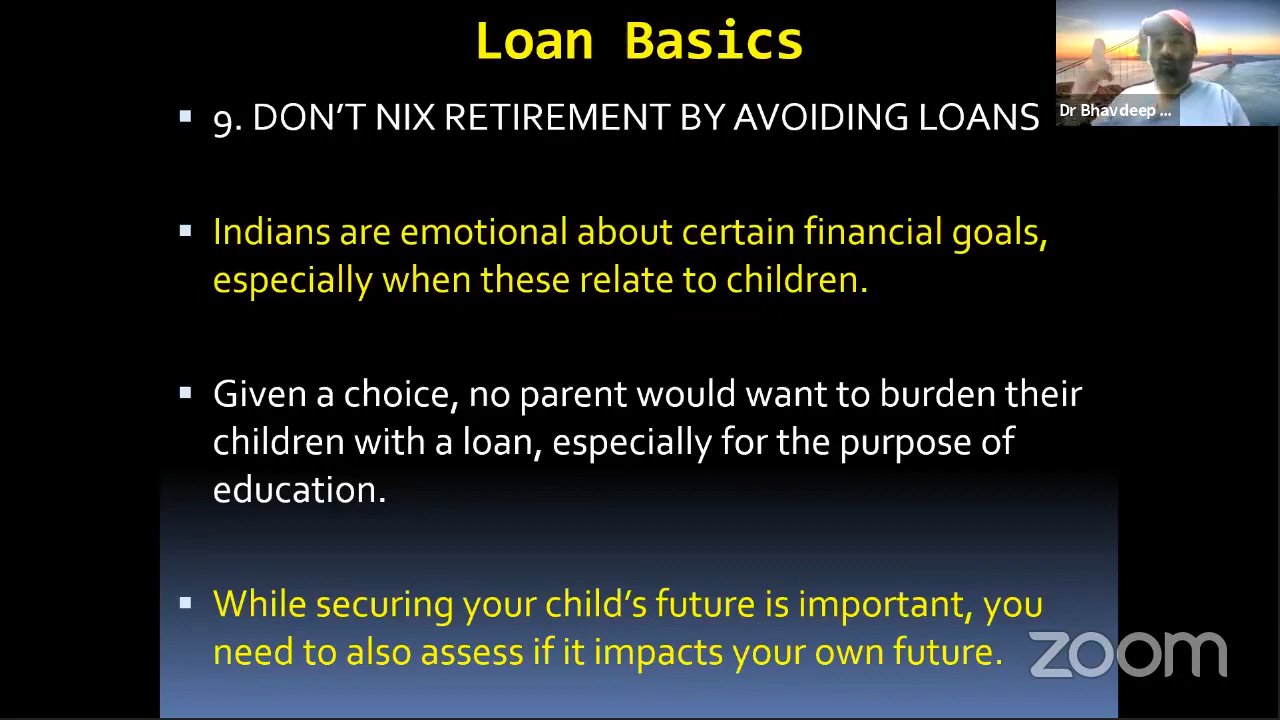 Loan Basics
9. DON'T NIX RETIREMENT BY AVOIDING LOANS
Dr Bhavdeep ...
Indians are emotional about certain financial goals,
especially when these relate to children.
Given a choice, no parent would want to burden their
children with a loan, especially for the purpose of
education.
While securing your child's future is important, you
need to also assess if it impacts your own future.
zoom